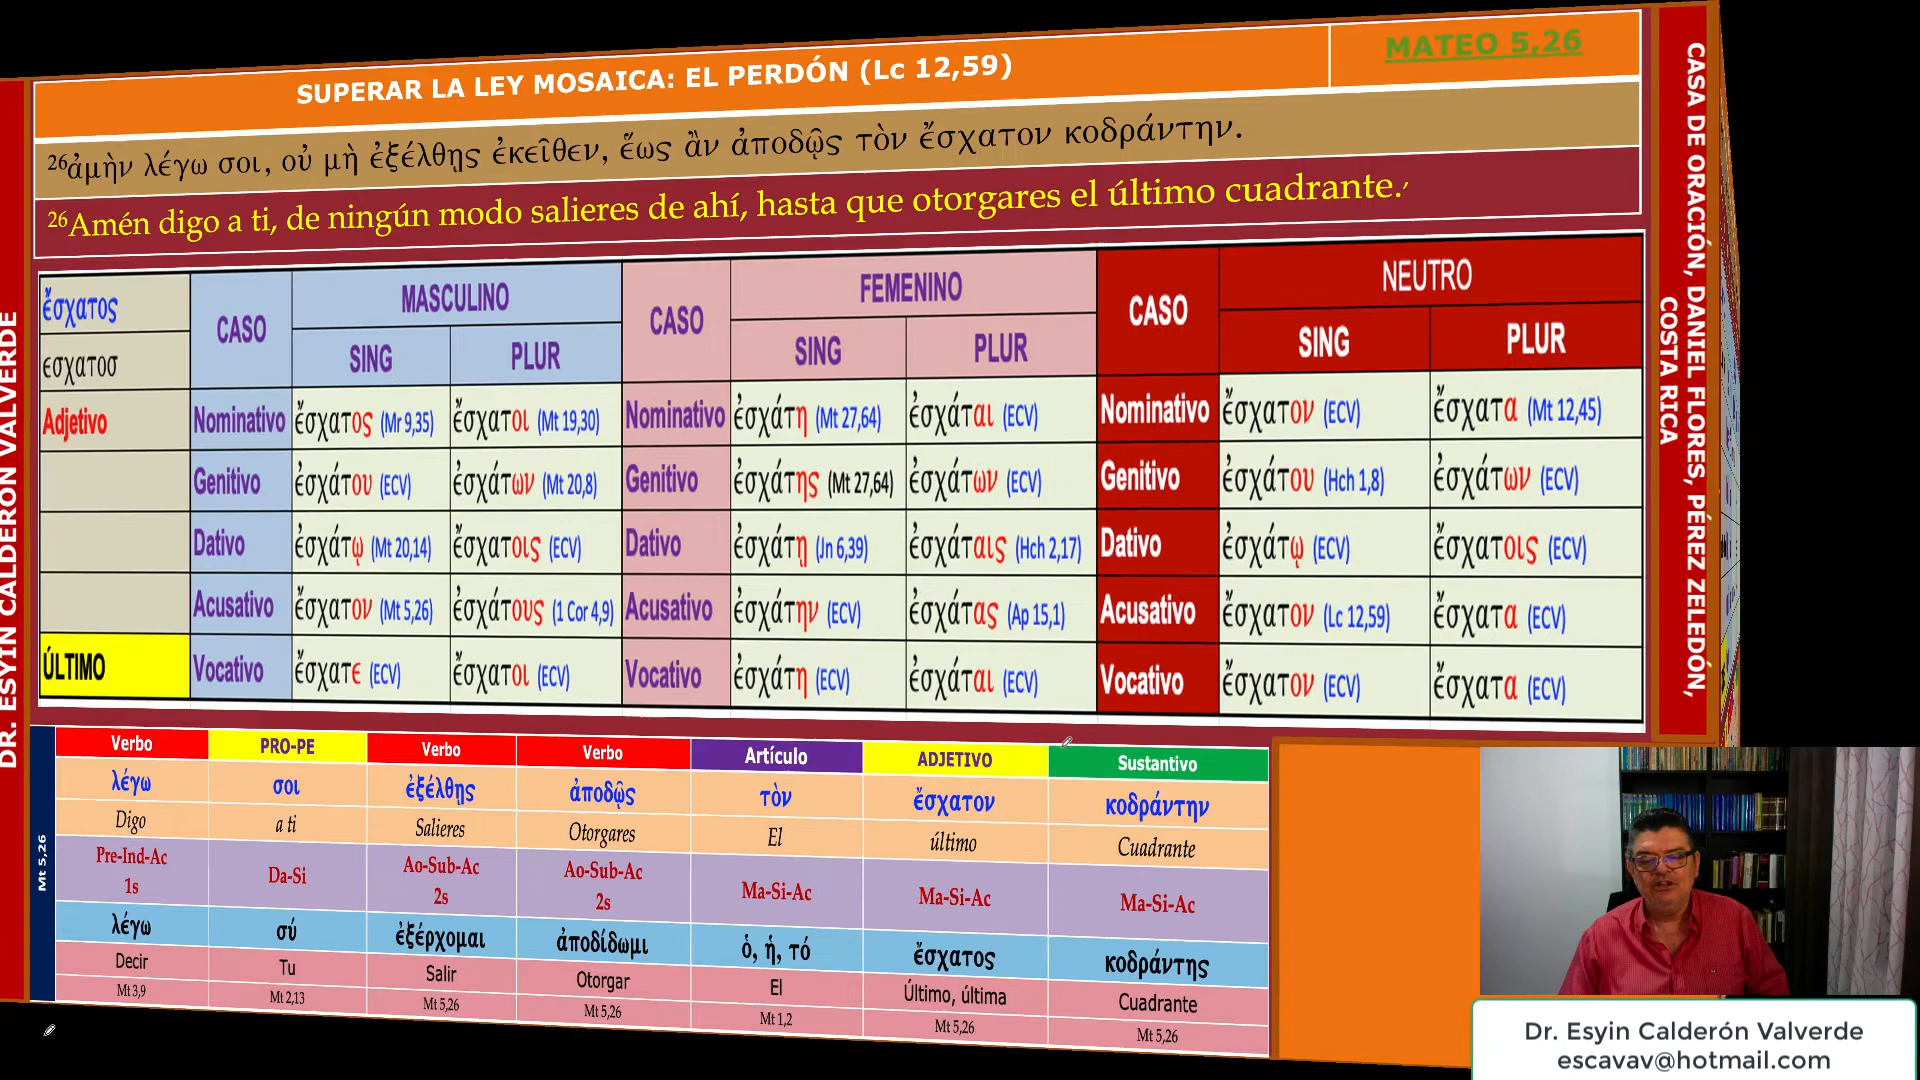 SUPERAR LA LEY MOSAICA: EL PERDÓN (Lc 12,59)
MATEO 5,26
26ἀμὴν λέγω σοι, οὐ μὴ ἐξέλθῃς ἐκεῖθεν, ἕως ἂν ἀποδῷς τὸν ἔσχατον κοδράντην.
26Amén digo a ti, de ningún modo salieres de ahí, hasta que otorgares el último cuadrante.′
ἔσχατος CASO MASCULINO CASO FEMENINO CASO NEUTRO
εσχατοσ SING PLUR SING PLUR SING PLUR
Adjetivo Nominativo ἔσχατος (Mr 9,35) ἔσχατοι (Mt 19,30) Nominativo ἐσχάτη (Mt 27,64) ἐσχάται (ECV) Nominativo ἔσχατον (ECV) ἔσχατα (Mt 12,45)
Genitivo ἐσχάτου (ECV) ἐσχάτων (Mt 20,8) Genitivo ἐσχάτης (Mt 27,64) ἐσχάτων (ECV) Genitivo ἐσχάτου (Hch 1,8) ἐσχάτων (ECV)
Dativo ἐσχάτῳ (Mt 20,14) ἔσχατοις (ECV) Dativo ἐσχάτῃ (Jn 6,39) ἐσχάταις (Hch 2,17) Dativo ἐσχάτῳ (ECV) ἔσχατοις (ECV)
Acusativo ἔσχατον (Mt 5,26) ἐσχάτους (1 Cor 4,9) Acusativo ἐσχάτην (ECV) ἐσχάτας (Ap 15,1) Acusativo ἔσχατον (Lc 12,59) ἔσχατα (ECV)
ÚLTIMO Vocativo ἔσχατε (ECV) ἔσχατοι (ECV) Vocativo ἐσχάτη (ECV) ἐσχάται (ECV) Vocativo ἔσχατον (ECV) ἔσχατα (ECV)
Verbo PRO-PE Verbo Verbo Artículo ADJETIVO Sustantivo
λέγω σοι ἐξέλθῃς ἀποδῷς τὸν ἔσχατον κοδράντην
Digo a ti Salieres Otorgares El último Cuadrante
Pre-Ind-Ac 1s Da-Si Ao-Sub-Ac 2s Ao-Sub-Ac 2s Ma-Si-Ac Ma-Si-Ac Ma-Si-Ac
λέγω σύ ἐξέρχομαι ἀποδίδωμι ὁ, ἡ, τό ἔσχατος κοδράντης
Decir Tu Salir Otorgar El Último, última Cuadrante
Mt 3,9 Mt 2,13 Mt 5,26 Mt 5,26 Mt 1,2 Mt 5,26 Mt 5,26
Mt 5,26
DR. ESYIN CALDERÓN VALVERDE
CASA DE ORACIÓN, DANIEL FLORES, PÉREZ ZELEDÓN,
COSTA RICA
Dr. Esyin Calderón Valverde
escavav@hotmail.com